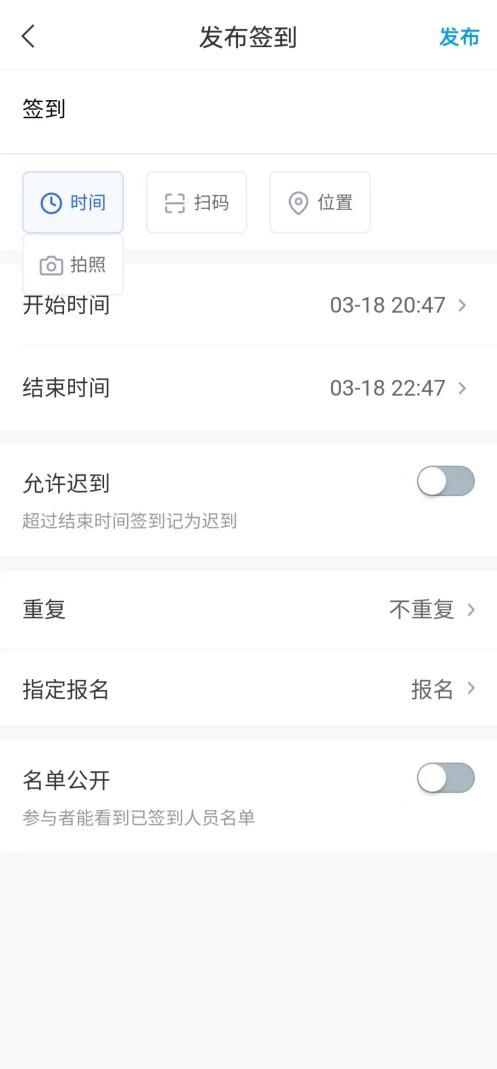 发布签到 发布
签到
时间 扫码 位置
拍照
开始时间 03-18 20:47
结束时间 03-18 22:47
允许迟到
超过结束时间签到记为迟到
重复 不重复
指定报名 报名
名单公开
参与者能看到已签到人员名单